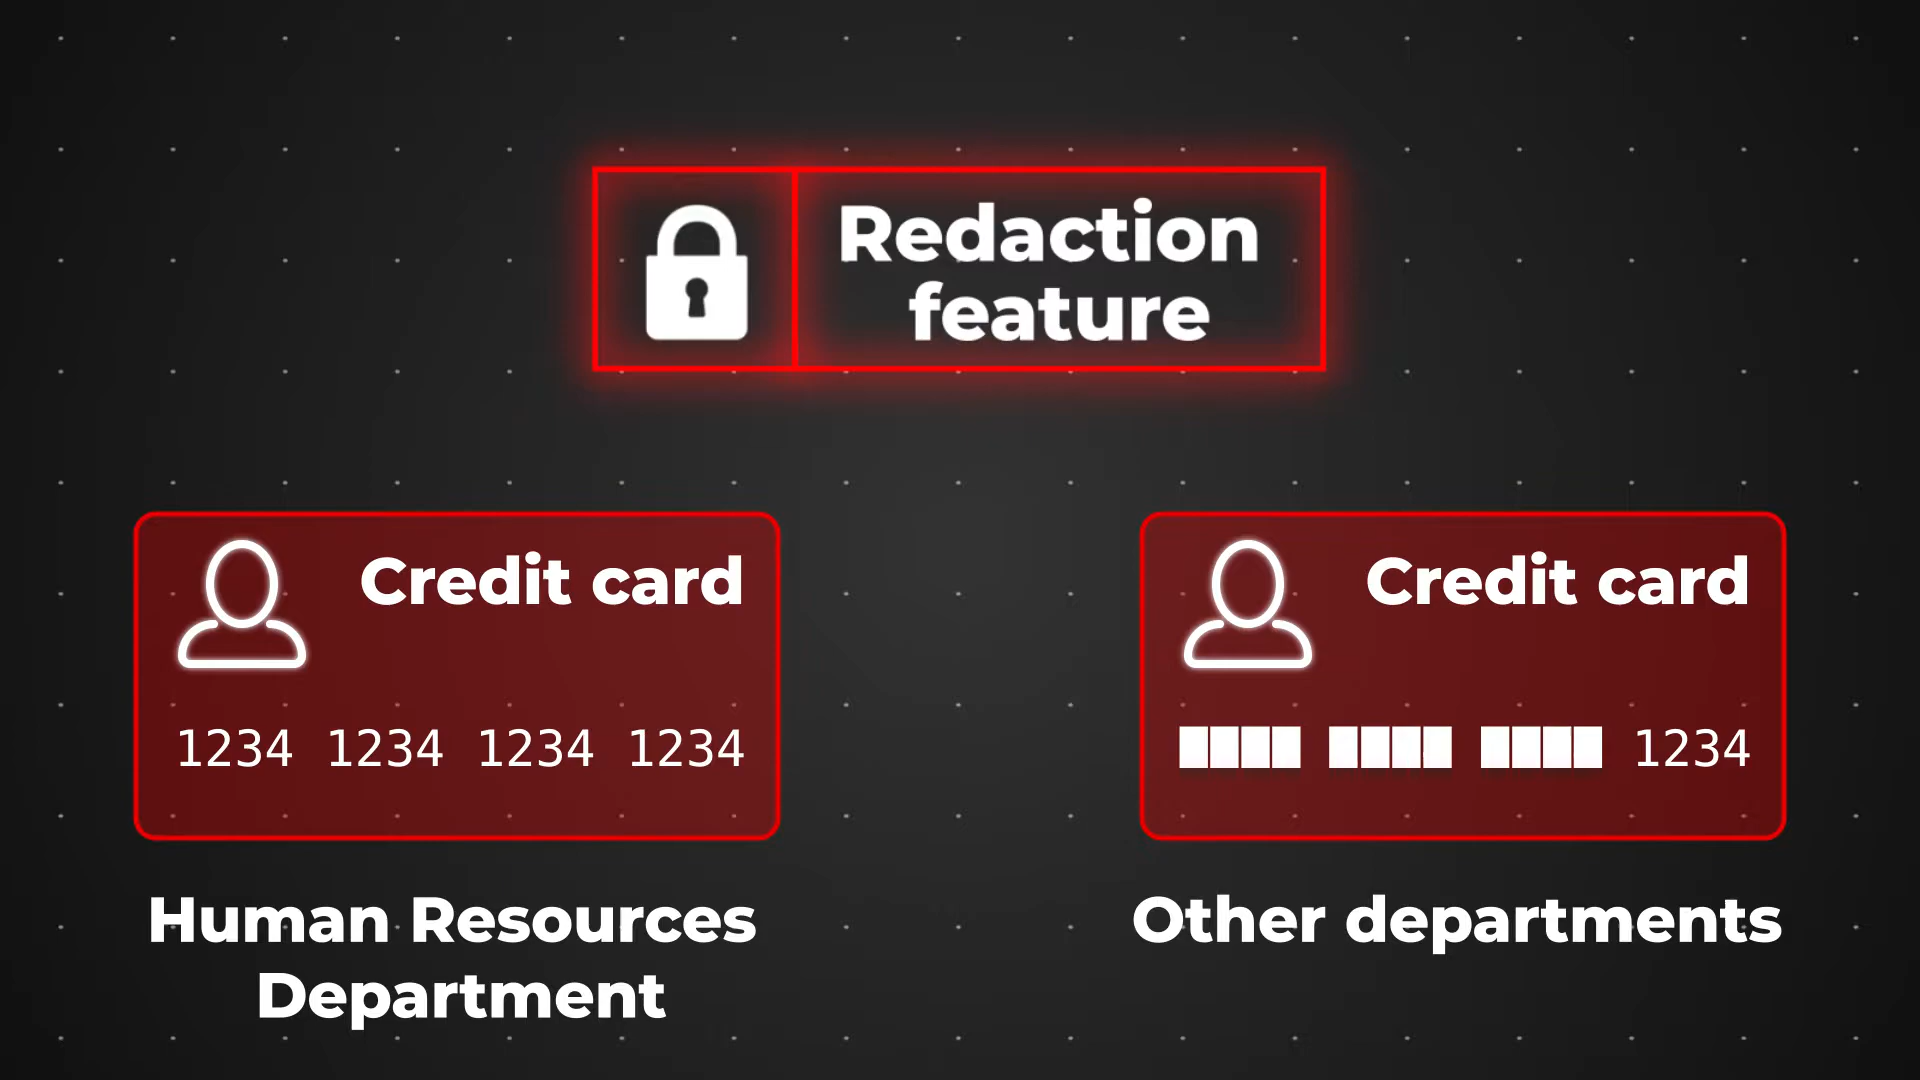 Redaction
feature
Credit card
1234 1234 1234 1234
Human Resources
Department
Credit card
████ ████ ████ 1234
Other departments